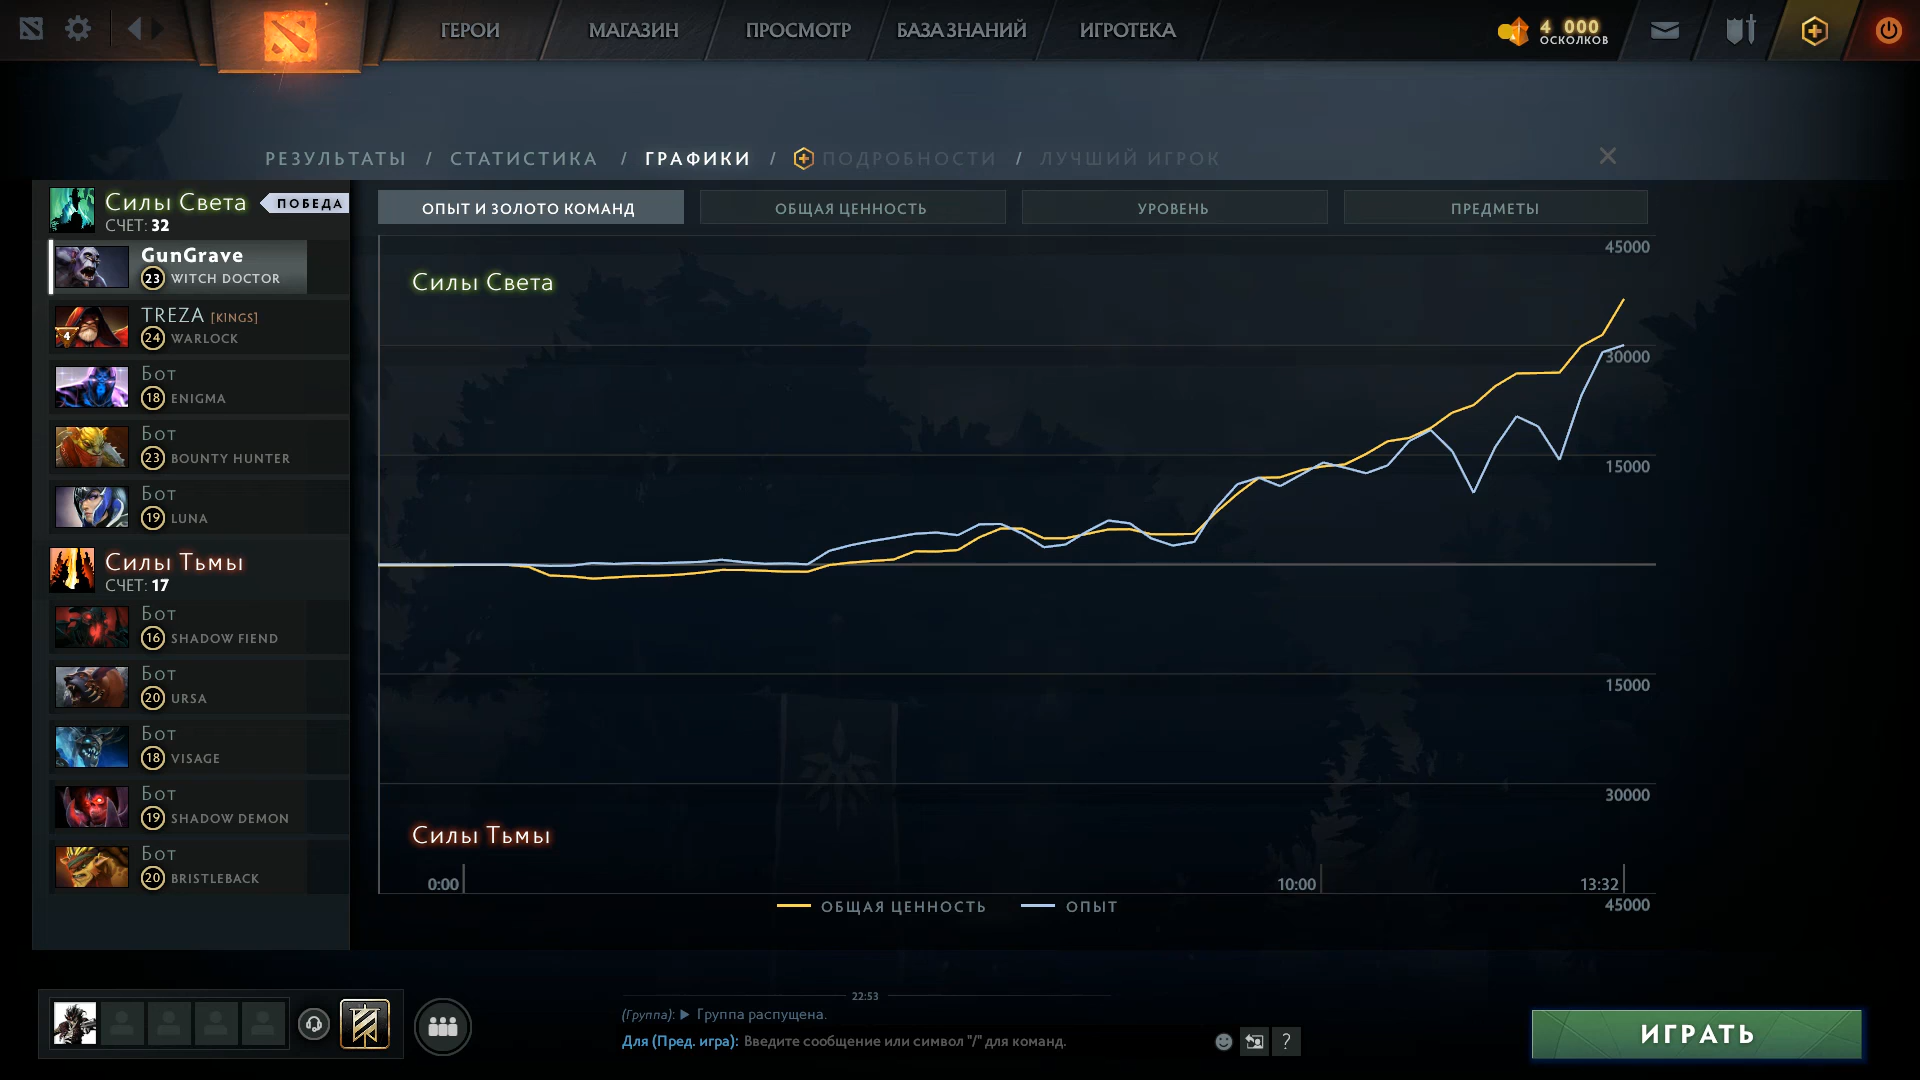 ГЕРОИ
МАГАЗИН
ПРОСМОТР
БАЗА ЗНАНИЙ
ИГРОТЕКА
4 000
ОСКОЛКОВ
РЕЗУЛЬТАТЫ / СТАТИСТИКА / ГРАФИКИ / ПОДРОБНОСТИ / ЛУЧШИЙ ИГРОК
Силы Света
ПОБЕДА
СЧЕТ: 32
GunGrave
23 WITCH DOCTOR
TREZA [K1NGS]
4
24 WARLOCK
Бот
18 ENIGMA
Бот
23 BOUNTY HUNTER
Бот
19 LUNA
Силы Тьмы
СЧЕТ: 17
Бот
16 SHADOW FIEND
Бот
20 URSA
Бот
18 VISAGE
Бот
19 SHADOW DEMON
Бот
20 BRISTLEBACK
ОПЫТ И ЗОЛОТО КОМАНД
ОБЩАЯ ЦЕННОСТЬ
УРОВЕНЬ
ПРЕДМЕТЫ
45000
Силы Света
30000
15000
15000
30000
Силы Тьмы
0:00
10:00
13:32
45000
ОБЩАЯ ЦЕННОСТЬ
ОПЫТ
22:53
(Группа): Группа распущена.
Для (Пред. игра): Введите сообщение или символ "/" для команд.
?
ИГРАТЬ